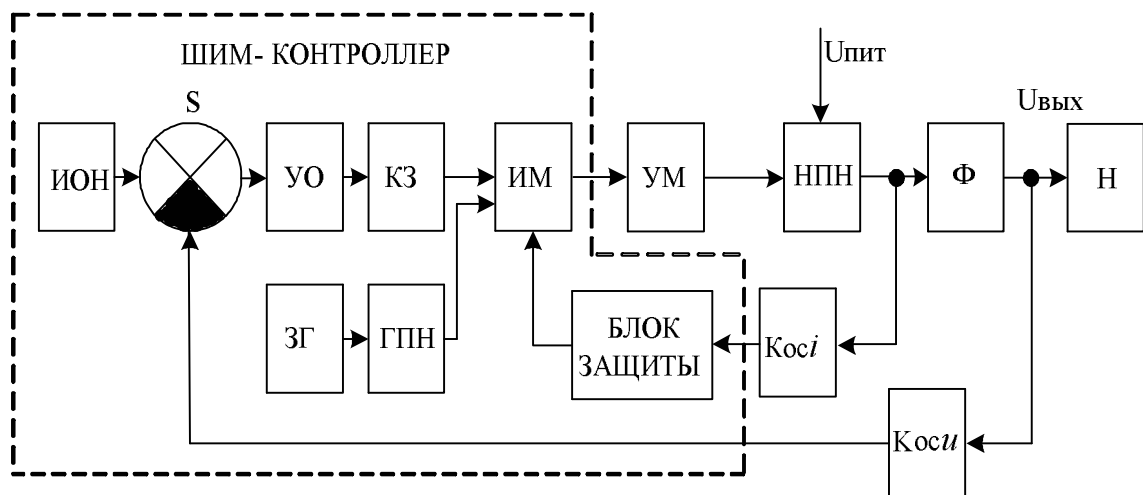 ШИМ- КОНТРОЛЛЕР
Uпит
S
Uвых
ИОН
УО
КЗ
ИМ
УМ
НПН
Ф
Н
ЗГ
ГПН
БЛОК
ЗАЩИТЫ
Косi
Косu